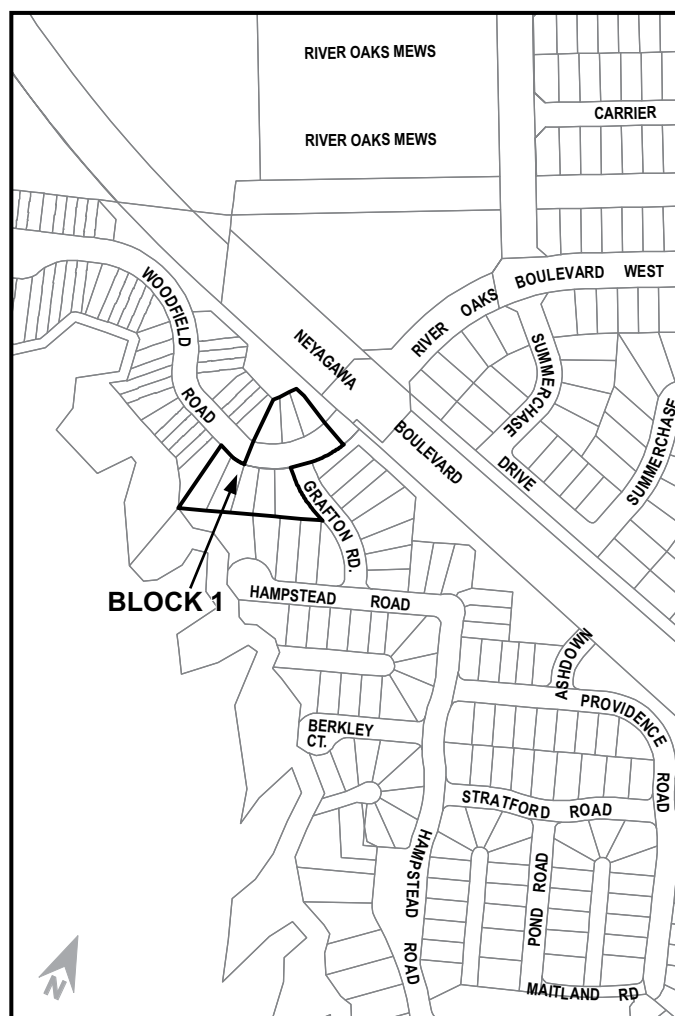 RIVER OAKS MEWS
CARRIER
RIVER OAKS MEWS
WOODFIELD
ROAD
RIVER OAKS
BOULEVARD WEST
NEYAGAWA
BOULEVARD
SUMMERCHASE
DRIVE
SUMMERCHASE
GRAFTON RD.
BLOCK 1
HAMPSTEAD ROAD
ASHDOWN
PROVIDENCE
ROAD
BERKLEY
CT.
STRATFORD ROAD
HAMPSTEAD
ROAD
POND ROAD
MAITLAND RD
N